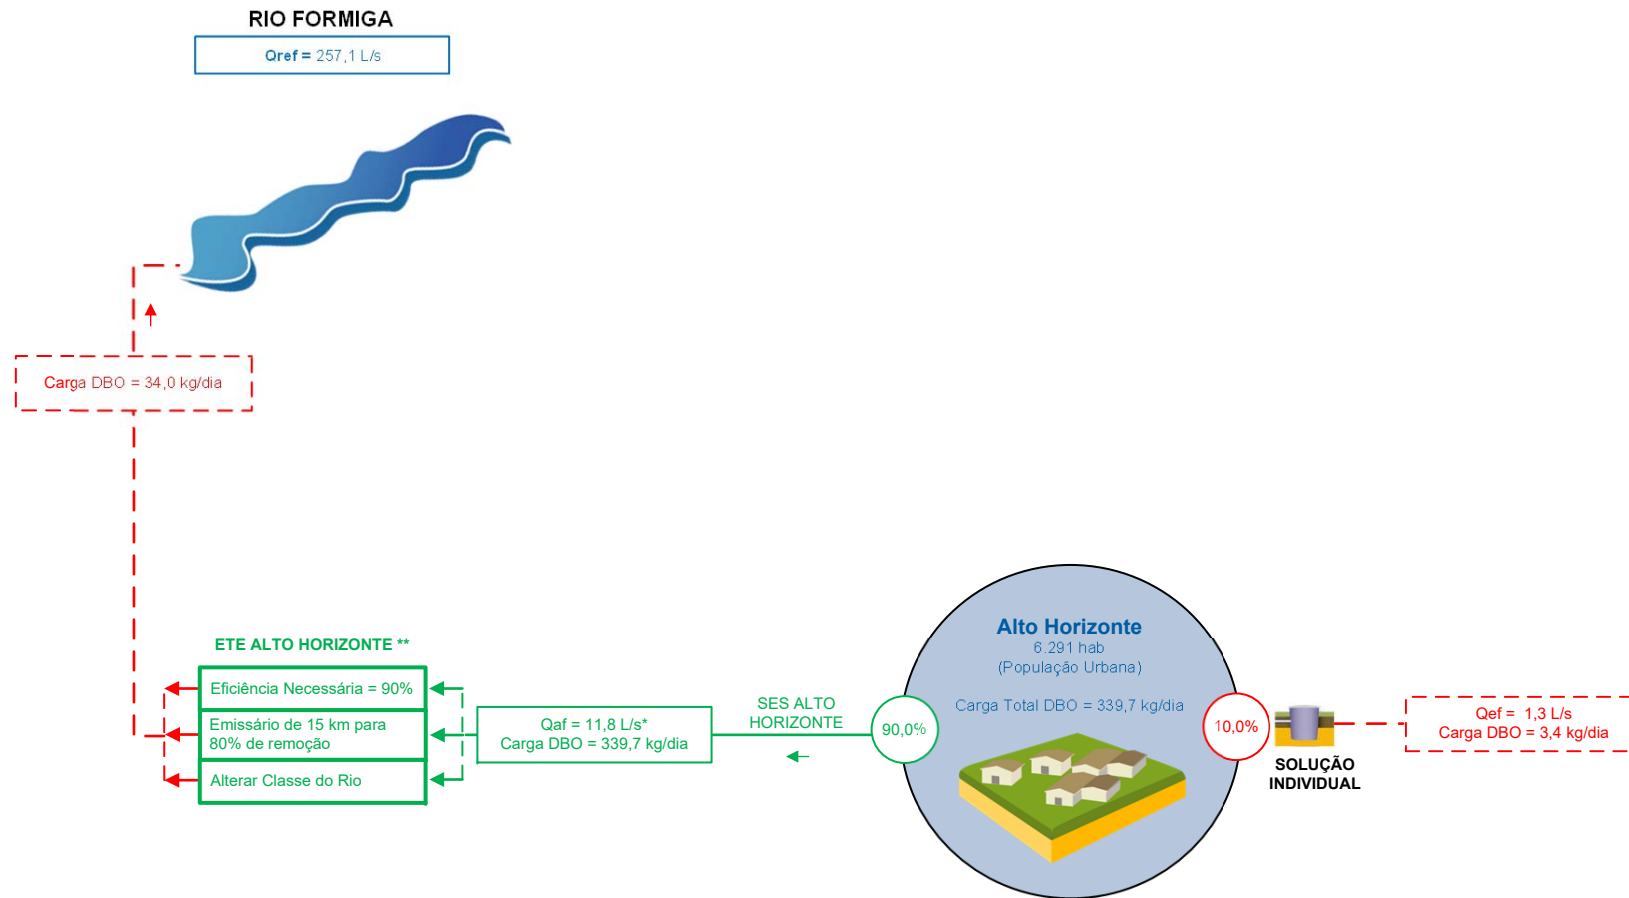 RIO FORMIGA
Qref = 257,1 L/s
Carga DBO = 34,0 kg/dia
ETE ALTO HORIZONTE **
Eficiência Necessária = 90%
Emissário de 15 km para
80% de remoção
Alterar Classe do Rio
Qaf = 11,8 L/s*
Carga DBO = 339,7 kg/dia
SES ALTO
HORIZONTE
90,0%
Alto Horizonte
6.291 hab
(População Urbana)
Carga Total DBO = 339,7 kg/dia
10,0%
SOLUÇÃO
INDIVIDUAL
Qef = 1,3 L/s
Carga DBO = 3,4 kg/dia